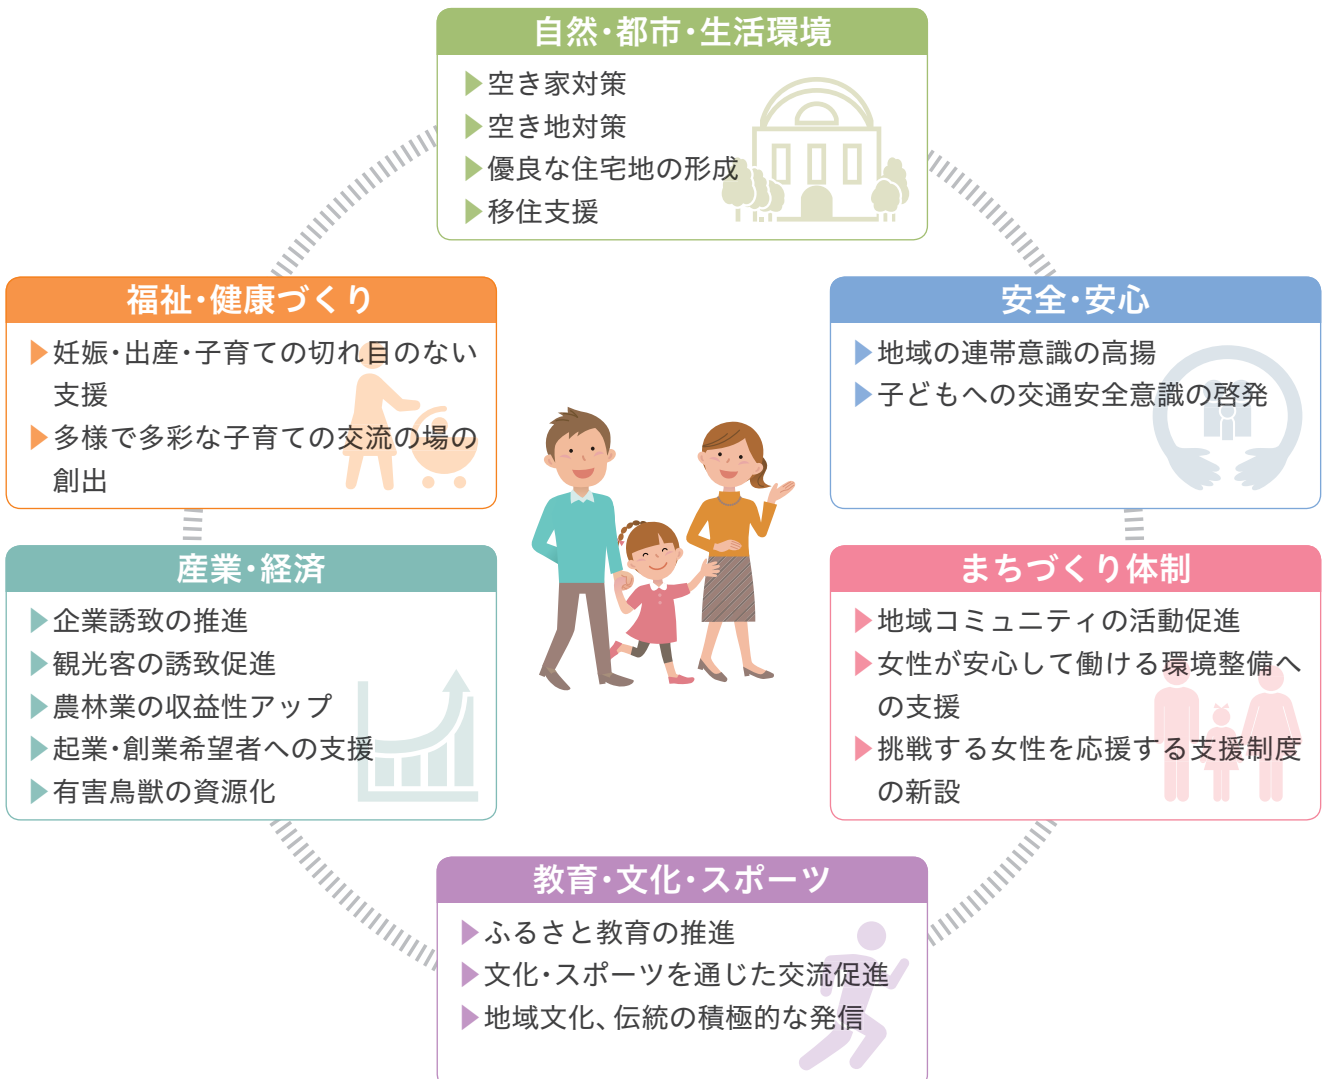 自然・都市・生活環境
▶空き家対策
▶空き地対策
▶優良な住宅地の形成
▶移住支援
福祉・健康づくり
▶妊娠・出産・子育ての切れ目のない
支援
▶多様で多彩な子育ての交流の場の
創出
安全・安心
▶地域の連帯意識の高揚
▶子どもへの交通安全意識の啓発
産業・経済
▶企業誘致の推進
▶観光客の誘致促進
▶農林業の収益性アップ
▶起業・創業希望者への支援
▶有害鳥獣の資源化
まちづくり体制
▶地域コミュニティの活動促進
▶女性が安心して働ける環境整備へ
の支援
▶挑戦する女性を応援する支援制度
の新設
教育・文化・スポーツ
▶ふるさと教育の推進
▶文化・スポーツを通じた交流促進
▶地域文化、伝統の積極的な発信